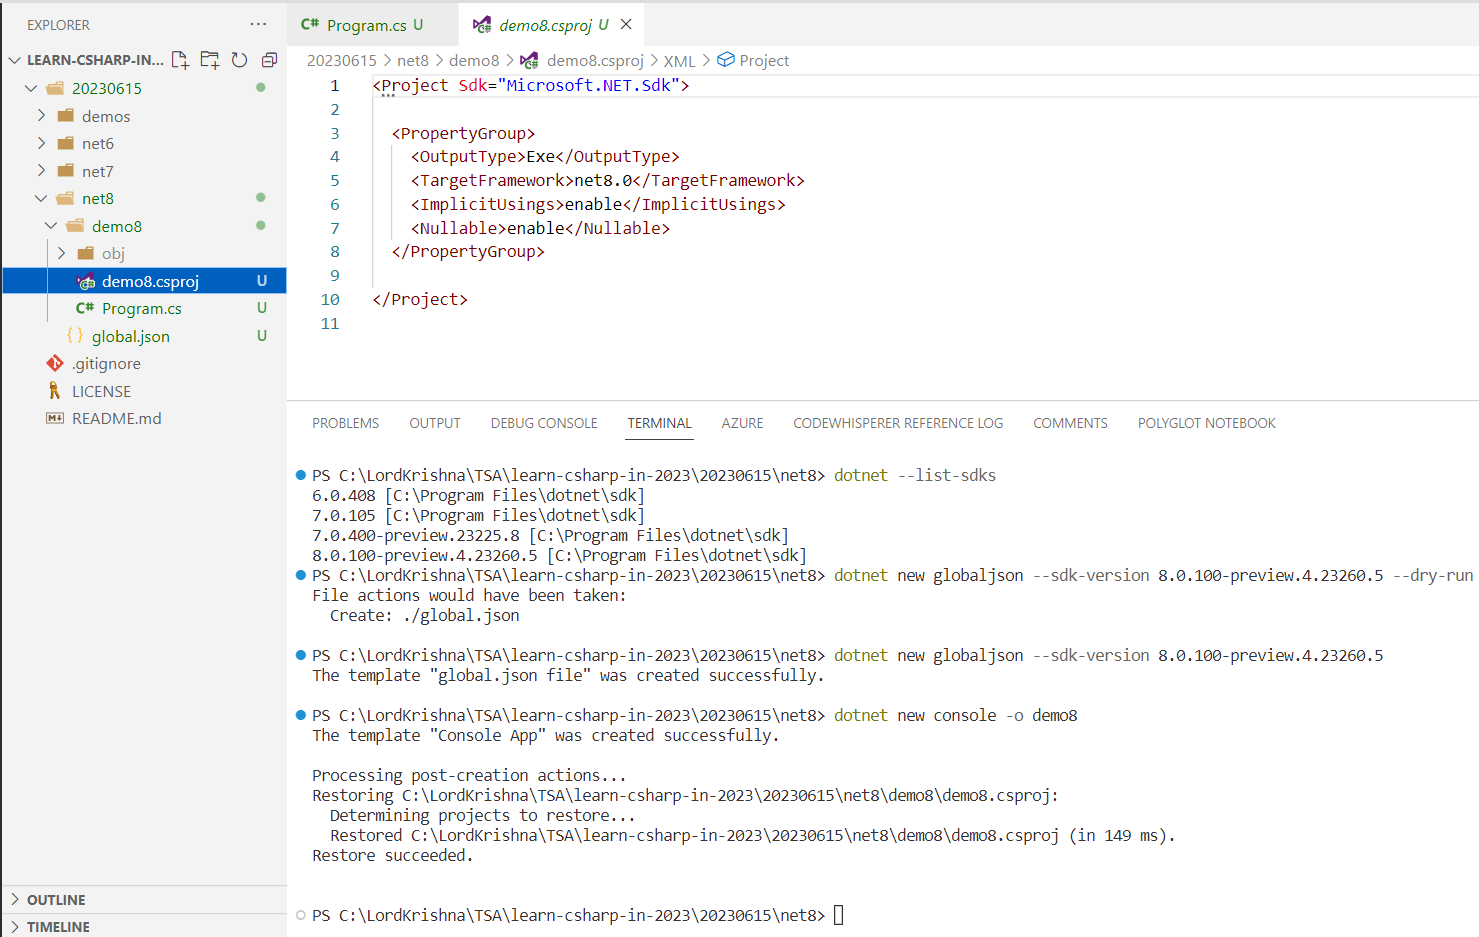 EXPLORER
LEARN-CSHARP-IN-...
20230615
demos
net6
net7
net8
demo8
obj
demo8.csproj U
C# Program.cs U
{ } global.json U
.gitignore
LICENSE
README.md
OUTLINE
TIMELINE
C# Program.cs U demo8.csproj U
20230615 > net8 > demo8 > demo8.csproj > XML > Project
1 <Project Sdk="Microsoft.NET.Sdk">
2
3 <PropertyGroup>
4 <OutputType>Exe</OutputType>
5 <TargetFramework>net8.0</TargetFramework>
6 <ImplicitUsings>enable</ImplicitUsings>
7 <Nullable>enable</Nullable>
8 </PropertyGroup>
9
10 </Project>
11
PROBLEMS OUTPUT DEBUG CONSOLE TERMINAL AZURE CODEWHISPERER REFERENCE LOG COMMENTS POLYGLOT NOTEBOOK
PS C:\LordKrishna\TSA\learn-csharp-in-2023\20230615\net8> dotnet --list-sdks
6.0.408 [C:\Program Files\dotnet\sdk]
7.0.105 [C:\Program Files\dotnet\sdk]
7.0.400-preview.23225.8 [C:\Program Files\dotnet\sdk]
8.0.100-preview.4.23260.5 [C:\Program Files\dotnet\sdk]
PS C:\LordKrishna\TSA\learn-csharp-in-2023\20230615\net8> dotnet new globaljson --sdk-version 8.0.100-preview.4.23260.5 --dry-run
File actions would have been taken:
Create: ./global.json
PS C:\LordKrishna\TSA\learn-csharp-in-2023\20230615\net8> dotnet new globaljson --sdk-version 8.0.100-preview.4.23260.5
The template "global.json file" was created successfully.
PS C:\LordKrishna\TSA\learn-csharp-in-2023\20230615\net8> dotnet new console -o demo8
The template "Console App" was created successfully.
Processing post-creation actions...
Restoring C:\LordKrishna\TSA\learn-csharp-in-2023\20230615\net8\demo8\demo8.csproj:
Determining projects to restore...
Restored C:\LordKrishna\TSA\learn-csharp-in-2023\20230615\net8\demo8\demo8.csproj (in 149 ms).
Restore succeeded.
PS C:\LordKrishna\TSA\learn-csharp-in-2023\20230615\net8>